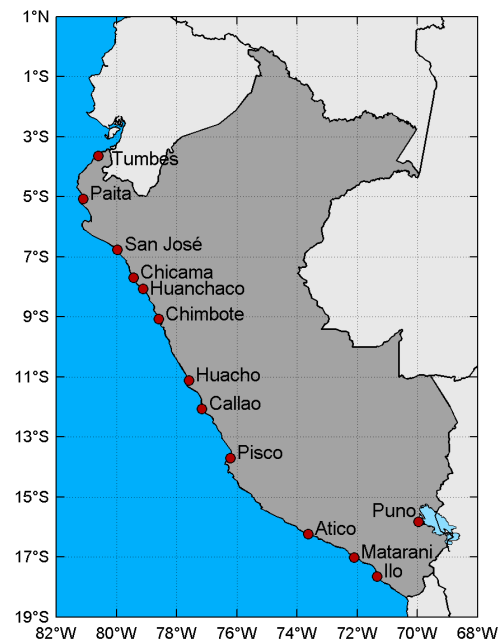 1°N
1°S
3°S
Tumbes
5°S
Paita
San José
7°S
Chicama
Huanchaco
9°S
Chimbote
11°S
Huacho
Callao
13°S
Pisco
15°S
Puno
Atico
17°S
Matarani
Ilo
19°S
82°W 80°W 78°W 76°W 74°W 72°W 70°W 68°W